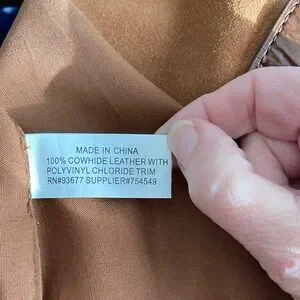 MADE IN CHINA
100% COWHIDE LEATHER WITH
POLYVINYL CHLORIDE TRIM
RN#93677 SUPPLIER#754549